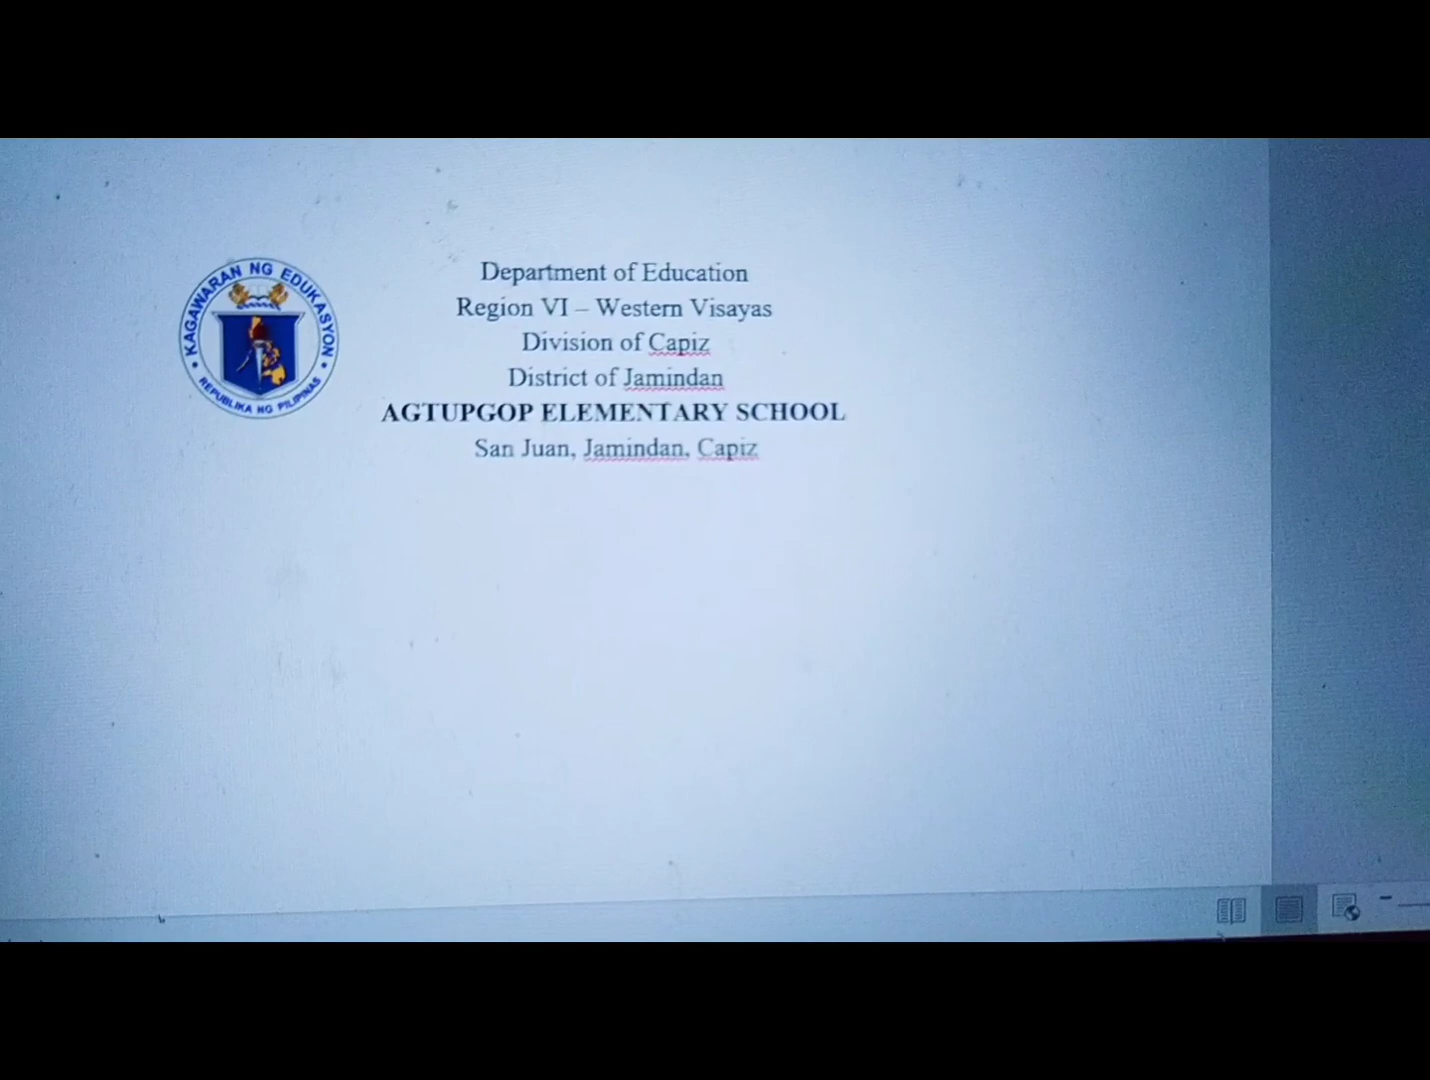 KAGAWARAN NG EDUKASYON
REPUBLIKA NG PILIPINAS
Department of Education
Region VI – Western Visayas
Division of Capiz
District of Jamindan
AGTUPGOP ELEMENTARY SCHOOL
San Juan, Jamindan, Capiz